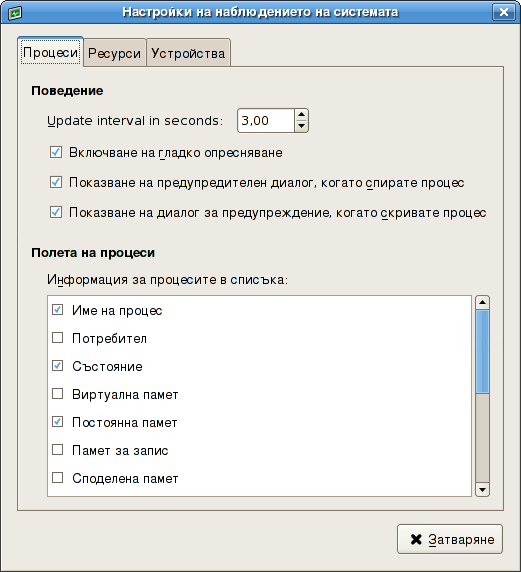 Настройки на наблюдението на системата
Процеси Ресурси Устройства
Поведение
Update interval in seconds: 3,00
Включване на гладко опресняване
Показване на предупредителен диалог, когато спирате процес
Показване на диалог за предупреждение, когато скривате процес
Полета на процеси
Информация за процесите в списъка:
Име на процес
Потребител
Състояние
Виртуална памет
Постоянна памет
Памет за запис
Споделена памет
Затваряне